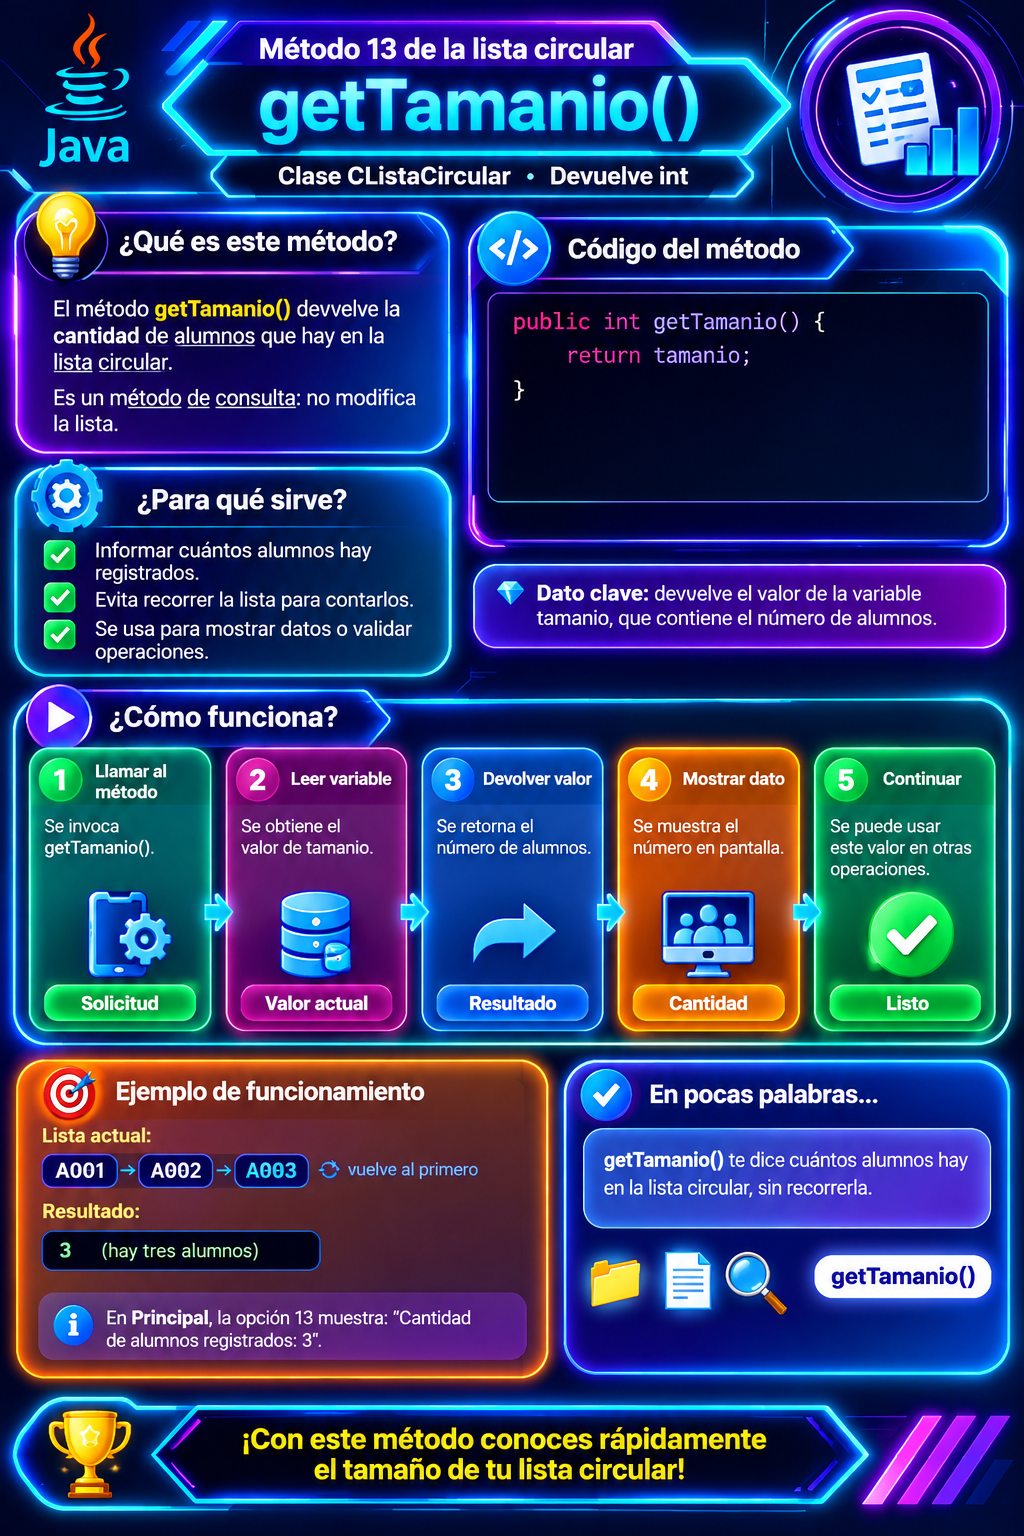 Java
Método 13 de la lista circular
getTamanio()
Clase CListaCircular • Devuelve int
¿Qué es este método?
El método getTamanio() devvelve la
cantidad de alumnos que hay en la
lista circular.
Es un método de consulta: no modifica
la lista.
</> Código del método
public int getTamanio() {
    return tamanio;
}
¿Para qué sirve?
Informar cuántos alumnos hay
registrados.
Evita recorrer la lista para contarlos.
Se usa para mostrar datos o validar
operaciones.
Dato clave: devvelve el valor de la variable
tamanio, que contiene el número de alumnos.
¿Cómo funciona?
1 Llamar al
método
Se invoca
getTamanio().
Solicitud
2 Leer variable
Se obtiene el
valor de tamanio.
Valor actual
3 Devolver valor
Se retorna el
número de alumnos.
Resultado
4 Mostrar dato
Se muestra el
número en pantalla.
Cantidad
5 Continuar
Se puede usar
este valor en otras
operaciones.
Listo
Ejemplo de funcionamiento
Lista actual:
A001 → A002 → A003 vuelve al primero
Resultado:
3 (hay tres alumnos)
i En Principal, la opción 13 muestra: "Cantidad
de alumnos registrados: 3".
En pocas palabras...
getTamanio() te dice cuántos alumnos hay
en la lista circular, sin recorrerla.
getTamanio()
¡Con este método conoces rápidamente
el tamaño de tu lista circular!